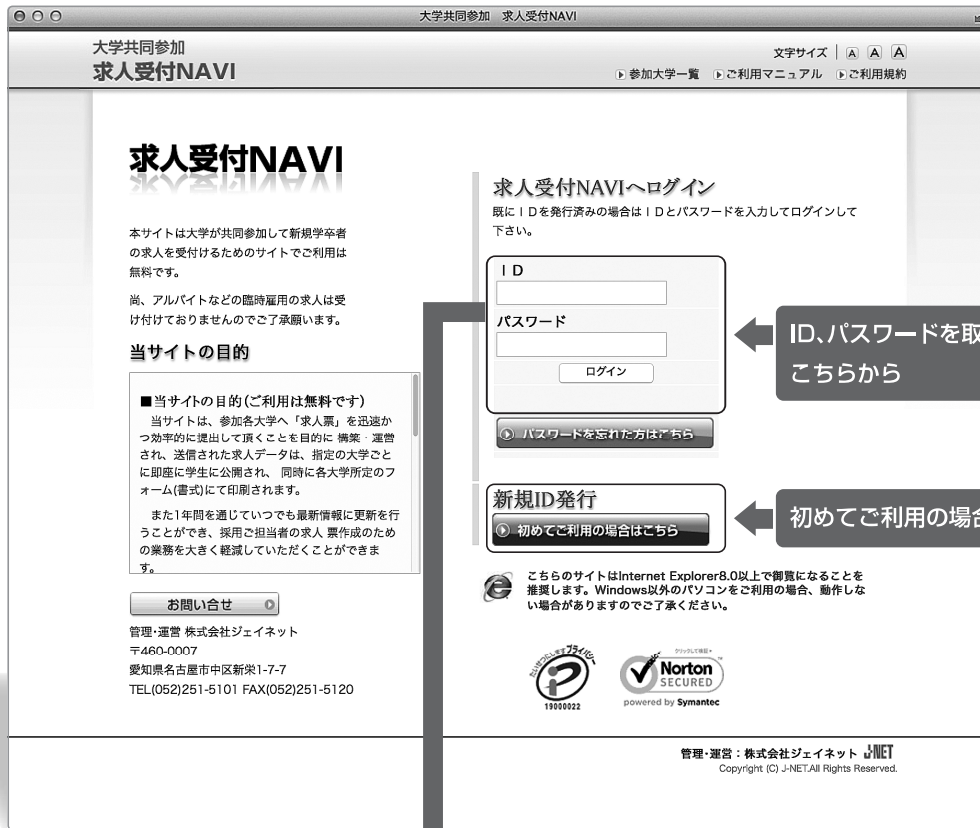 大学共同参加　求人受付NAVI
大学共同参加
求人受付NAVI
文字サイズ A A A
参加大学一覧 ご利用マニュアル ご利用規約
求人受付NAVI
本サイトは大学が共同参加して新規学卒者
の求人を受付けるためのサイトでご利用は
無料です。
尚、アルバイトなどの臨時雇用の求人は受
け付けておりませんのでご了承願います。
当サイトの目的
■当サイトの目的(ご利用は無料です)
当サイトは、参加各大学へ「求人票」を迅速か
つ効率的に提出して頂くことを目的に 構築・運営
され、送信された求人データは、指定の大学ごと
に即座に学生に公開され、 同時に各大学所定のフ
ォーム(書式)にて印刷されます。
また1年間を通じていつでも最新情報に更新を行
うことができ、採用ご担当者の求人 票作成のため
の業務を大きく軽減していただくことができま
す。
お問い合せ
管理・運営 株式会社ジェイネット
〒460-0007
愛知県名古屋市中区新栄1-7-7
TEL(052)251-5101 FAX(052)251-5120
求人受付NAVIへログイン
既にＩＤを発行済みの場合はＩＤとパスワードを入力してログインして
下さい。
ＩＤ
パスワード
ログイン
パスワードを忘れた方はこちら
ID、パスワードを取
こちらから
新規ID発行
初めてご利用の場合はこちら
初めてご利用の場合
こちらのサイトはInternet Explorer8.0以上で御覧になることを
推奨します。Windows以外のパソコンをご利用の場合、動作しな
い場合がありますのでご了承ください。
たいせつにしますプライバシー
19000022
クリックして検証
Norton
SECURED
powered by Symantec
管理・運営：株式会社ジェイネット J-NET
Copyright (C) J-NET.All Rights Reserved.